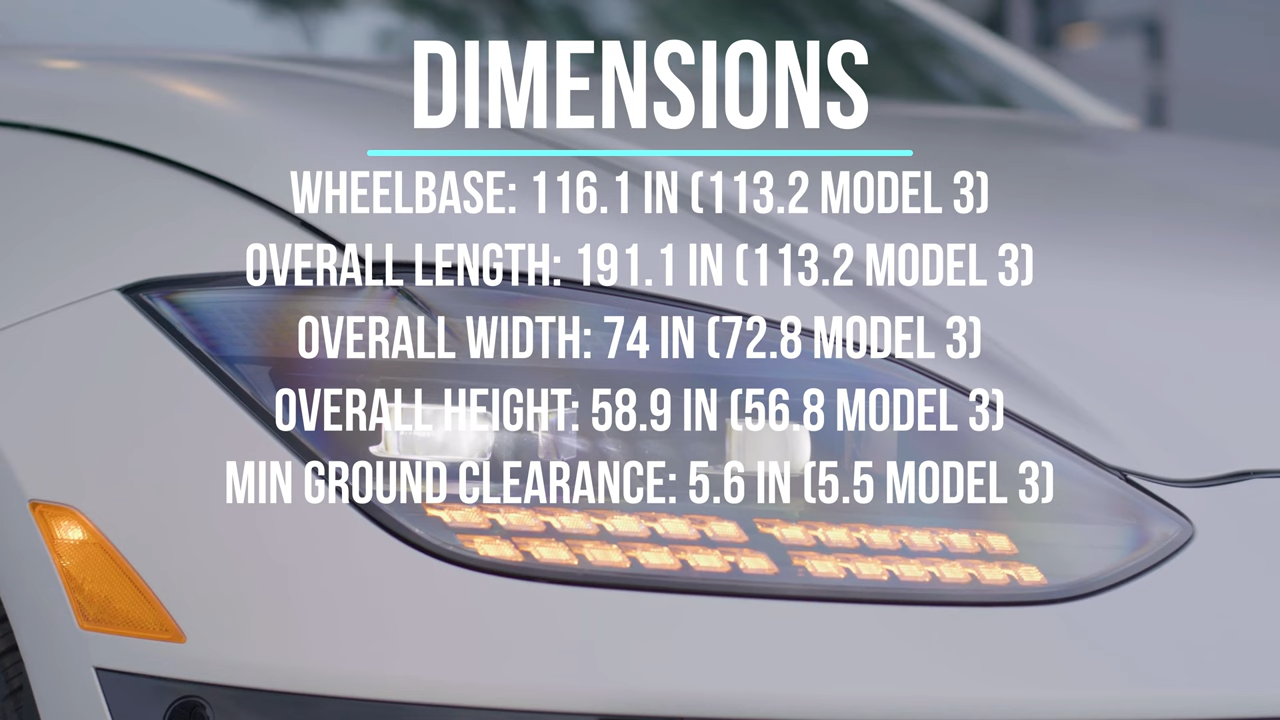 DIMENSIONS
WHEELBASE: 116.1 IN (113.2 MODEL 3)
OVERALL LENGTH: 191.1 IN (113.2 MODEL 3)
OVERALL WIDTH: 74 IN (72.8 MODEL 3)
OVERALL HEIGHT: 58.9 IN (56.8 MODEL 3)
MIN GROUND CLEARANCE: 5.6 IN (5.5 MODEL 3)